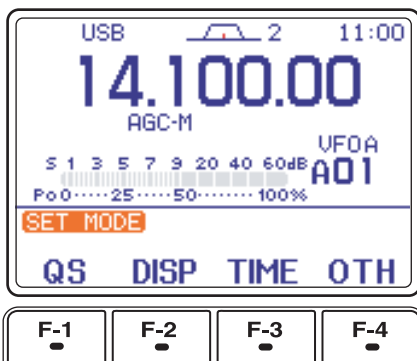 USB 2 11:00
14.100.00
AGC-M
VFOA
S 1 3 5 7 9 20 40 60dB A01
Po 0·····25·····50········100%
SET MODE
QS DISP TIME OTH
F-1 F-2 F-3 F-4